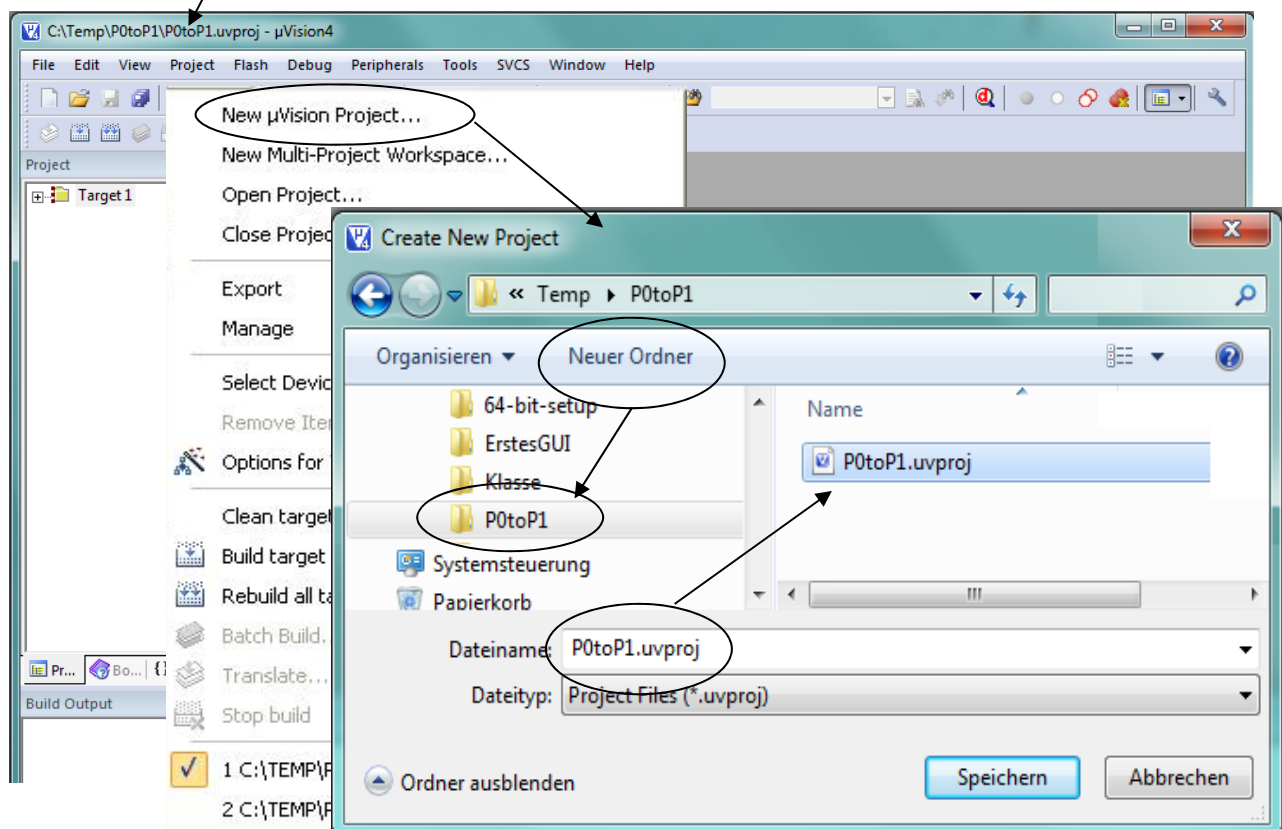 C:\Temp\P0toP1\P0toP1.uvproj - µVision4
File Edit View Project Flash Debug Peripherals Tools SVCS Window Help
Project
Target 1
New µVision Project...
New Multi-Project Workspace...
Open Project...
Close Projec
Export
Manage
Select Devic
Remove Iter
Options for
Clean target
Build target
Rebuild all ta
Batch Build.
Translate...
Stop build
1 C:\TEMP\P
2 C:\TEMP\P
Pr... Bo... {}
Build Output
Create New Project
« Temp P0toP1
Organisieren Neuer Ordner
64-bit-setup
ErstesGUI
Klasse
P0toP1
Systemsteuerung
Papierkorb
Name
P0toP1.uvproj
Dateiname: P0toP1.uvproj
Dateityp: Project Files (*.uvproj)
Ordner ausblenden
Speichern Abbrechen